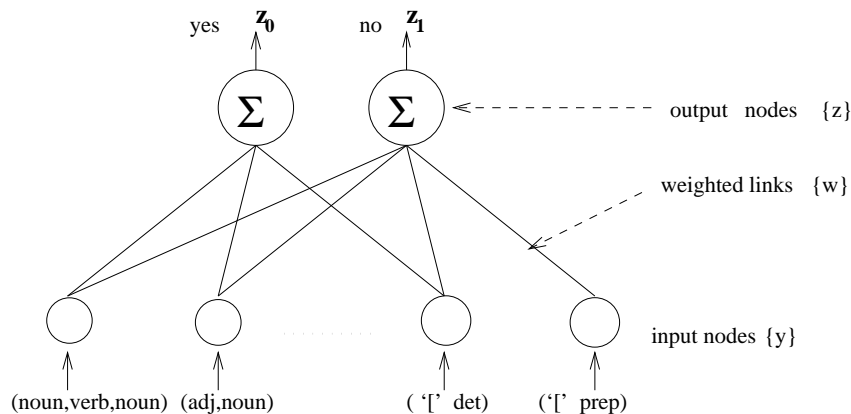 yes z0 no z1
Σ Σ
output nodes {z}
weighted links {w}
input nodes {y}
(noun,verb,noun) (adj,noun) ( ‘[’ det) (‘[’ prep)